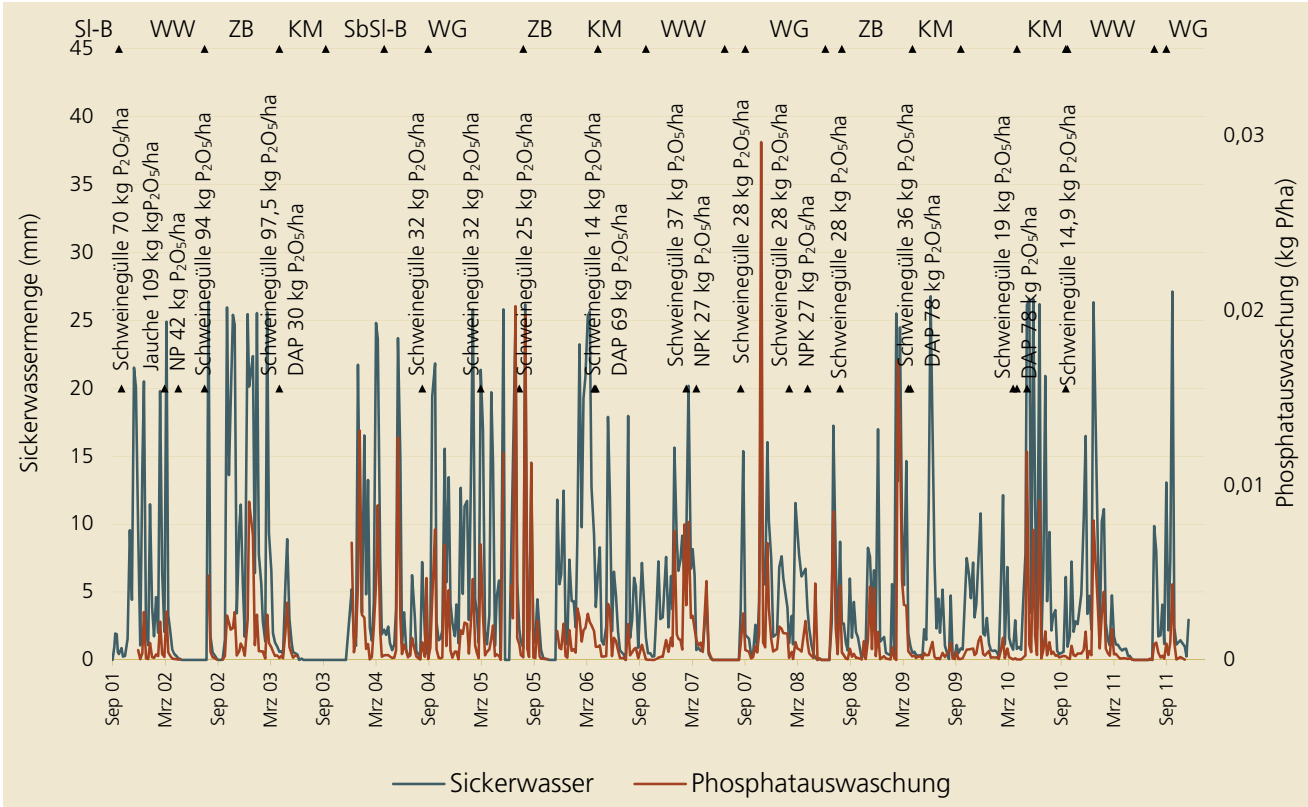 Sl-B WW ZB KM SbSl-B WG ZB KM WW WG ZB KM KM WW WG
45
40
35
30
25
20
15
10
5
0
Sickerwassermenge (mm)
Schweinegülle 70 kg P₂O₅/ha
Jauche 109 kg kgP₂O₅/ha
NP 42 kg P₂O₅/ha
Schweinegülle 94 kg P₂O₅/ha
Schweinegülle 97,5 kg P₂O₅/ha
DAP 30 kg P₂O₅/ha
Schweinegülle 32 kg P₂O₅/ha
Schweinegülle 32 kg P₂O₅/ha
Schweinegülle 25 kg P₂O₅/ha
Schweinegülle 14 kg P₂O₅/ha
DAP 69 kg P₂O₅/ha
Schweinegülle 37 kg P₂O₅/ha
NPK 27 kg P₂O₅/ha
Schweinegülle 28 kg P₂O₅/ha
Schweinegülle 28 kg P₂O₅/ha
NPK 27 kg P₂O₅/ha
Schweinegülle 28 kg P₂O₅/ha
Schweinegülle 36 kg P₂O₅/ha
DAP 78 kg P₂O₅/ha
Schweinegülle 19 kg P₂O₅/ha
DAP 78 kg P₂O₅/ha
Schweinegülle 14,9 kg P₂O₅/ha
0,03
0,02
0,01
0
Phosphatauswaschung (kg P/ha)
Sep 01
Mrz 02
Sep 02
Mrz 03
Sep 03
Mrz 04
Sep 04
Mrz 05
Sep 05
Mrz 06
Sep 06
Mrz 07
Sep 07
Mrz 08
Sep 08
Mrz 09
Sep 09
Mrz 10
Sep 10
Mrz 11
Sep 11
Sickerwasser
Phosphatauswaschung